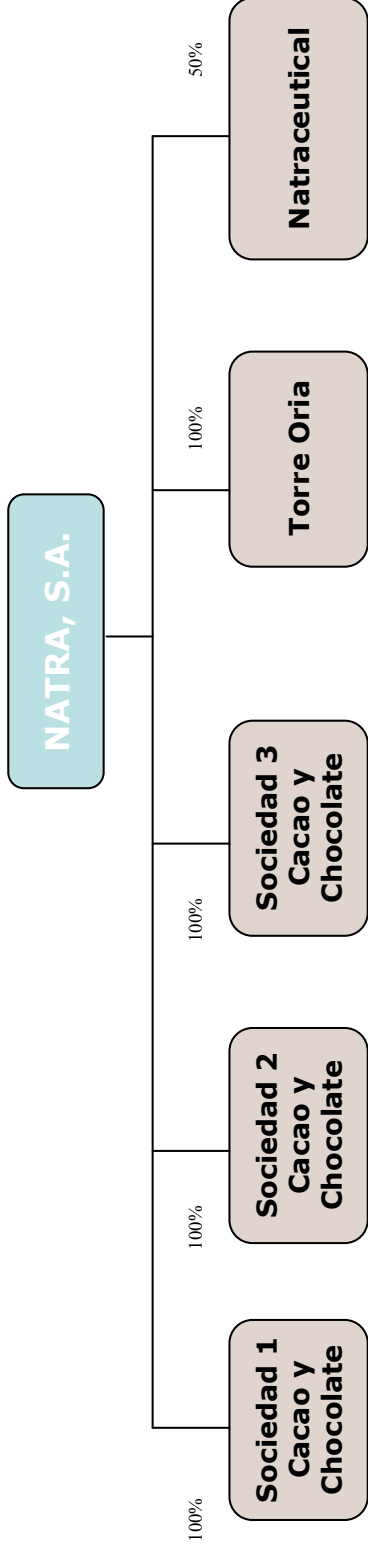 NATRA, S.A.
100%
100%
100%
100%
50%
Sociedad 1
Cacao y
Chocolate
Sociedad 2
Cacao y
Chocolate
Sociedad 3
Cacao y
Chocolate
Torre Oria
Natraceutical